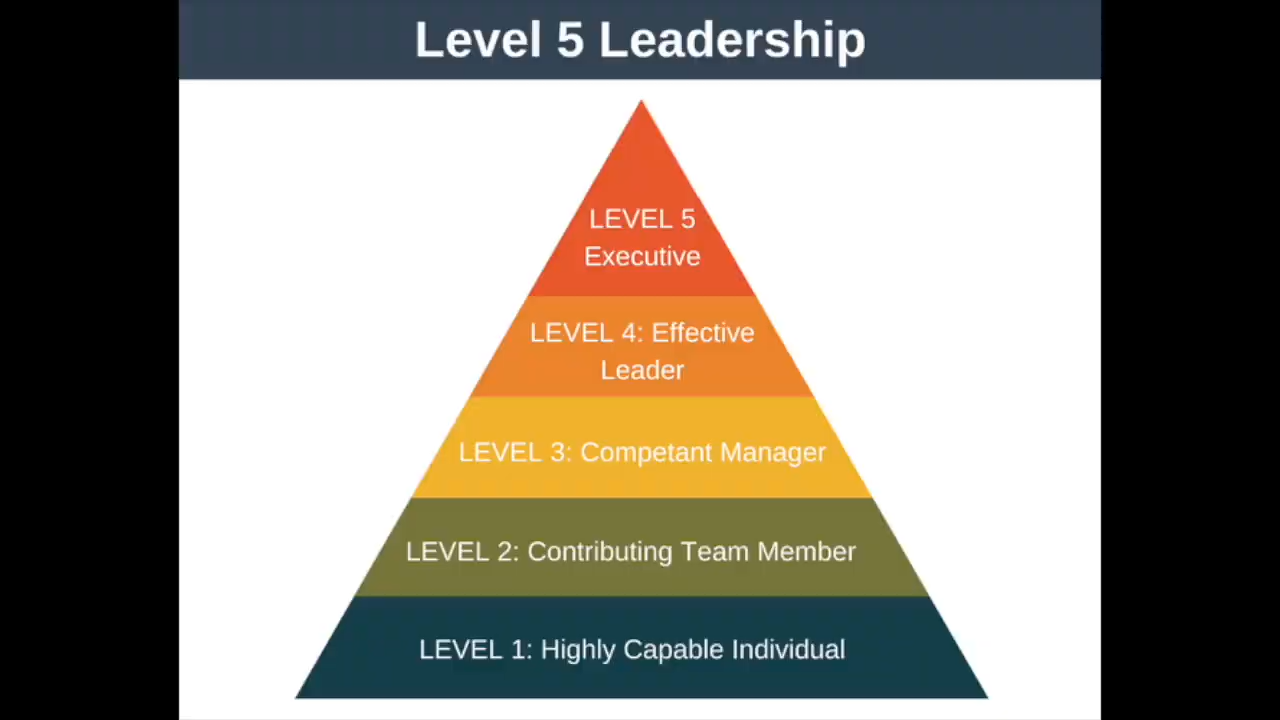 Level 5 Leadership
LEVEL 5
Executive
LEVEL 4: Effective
Leader
LEVEL 3: Competant Manager
LEVEL 2: Contributing Team Member
LEVEL 1: Highly Capable Individual